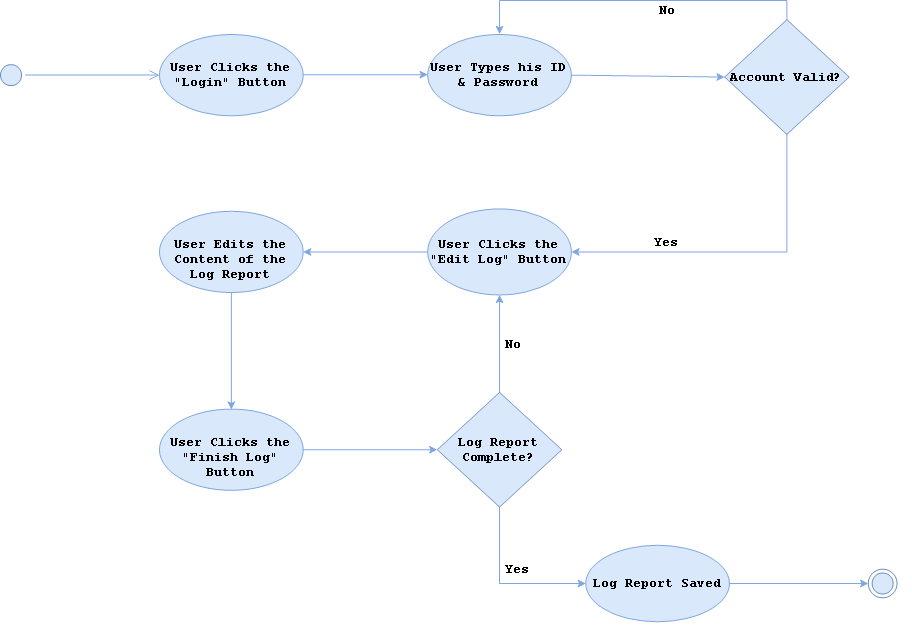 No
User Clicks the
"Login" Button
User Types his ID
& Password
Account Valid?
Yes
User Edits the
Content of the
Log Report
User Clicks the
"Edit Log" Button
No
User Clicks the
"Finish Log"
Button
Log Report
Complete?
Yes
Log Report Saved